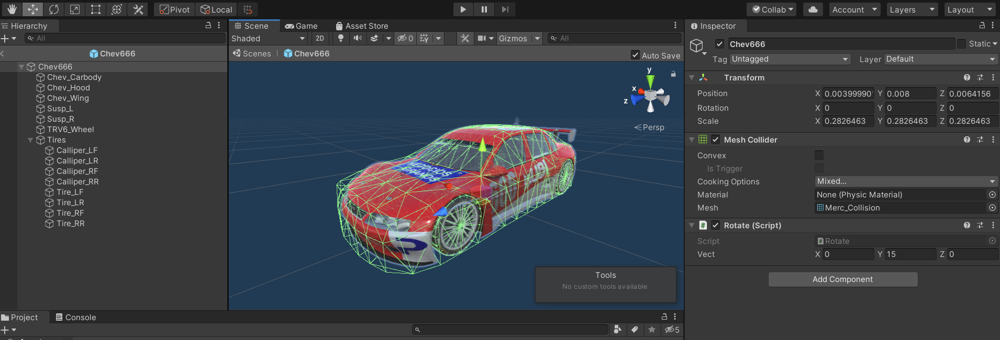 Pivot Local Collab Account Layers Layout
Hierarchy Scene Game Asset Store Inspector
All Shaded 2D 0 Gizmos All Chev666 Static
Chev666 Scenes Chev666 Auto Save Tag Untagged Layer Default
Chev666
Chev_Carbody
Chev_Hood
Chev_Wing
Susp_L
Susp_R
TRV6_Wheel
Tires
Calliper_LF
Calliper_LR
Calliper_RF
Calliper_RR
Tire_LF
Tire_LR
Tire_RF
Tire_RR
y
x
z
Persp
Tools
No custom tools available
Transform
Position X 0.0039999 Y 0.008 Z 0.0064156
Rotation X 0 Y 0 Z 0
Scale X 0.2826463 Y 0.2826463 Z 0.2826463
Mesh Collider
Convex
Is Trigger
Cooking Options Mixed...
Material None (Physic Material)
Mesh Merc_Collision
Rotate (Script)
Script Rotate
Vect X 0 Y 15 Z 0
Add Component
Project Console
5